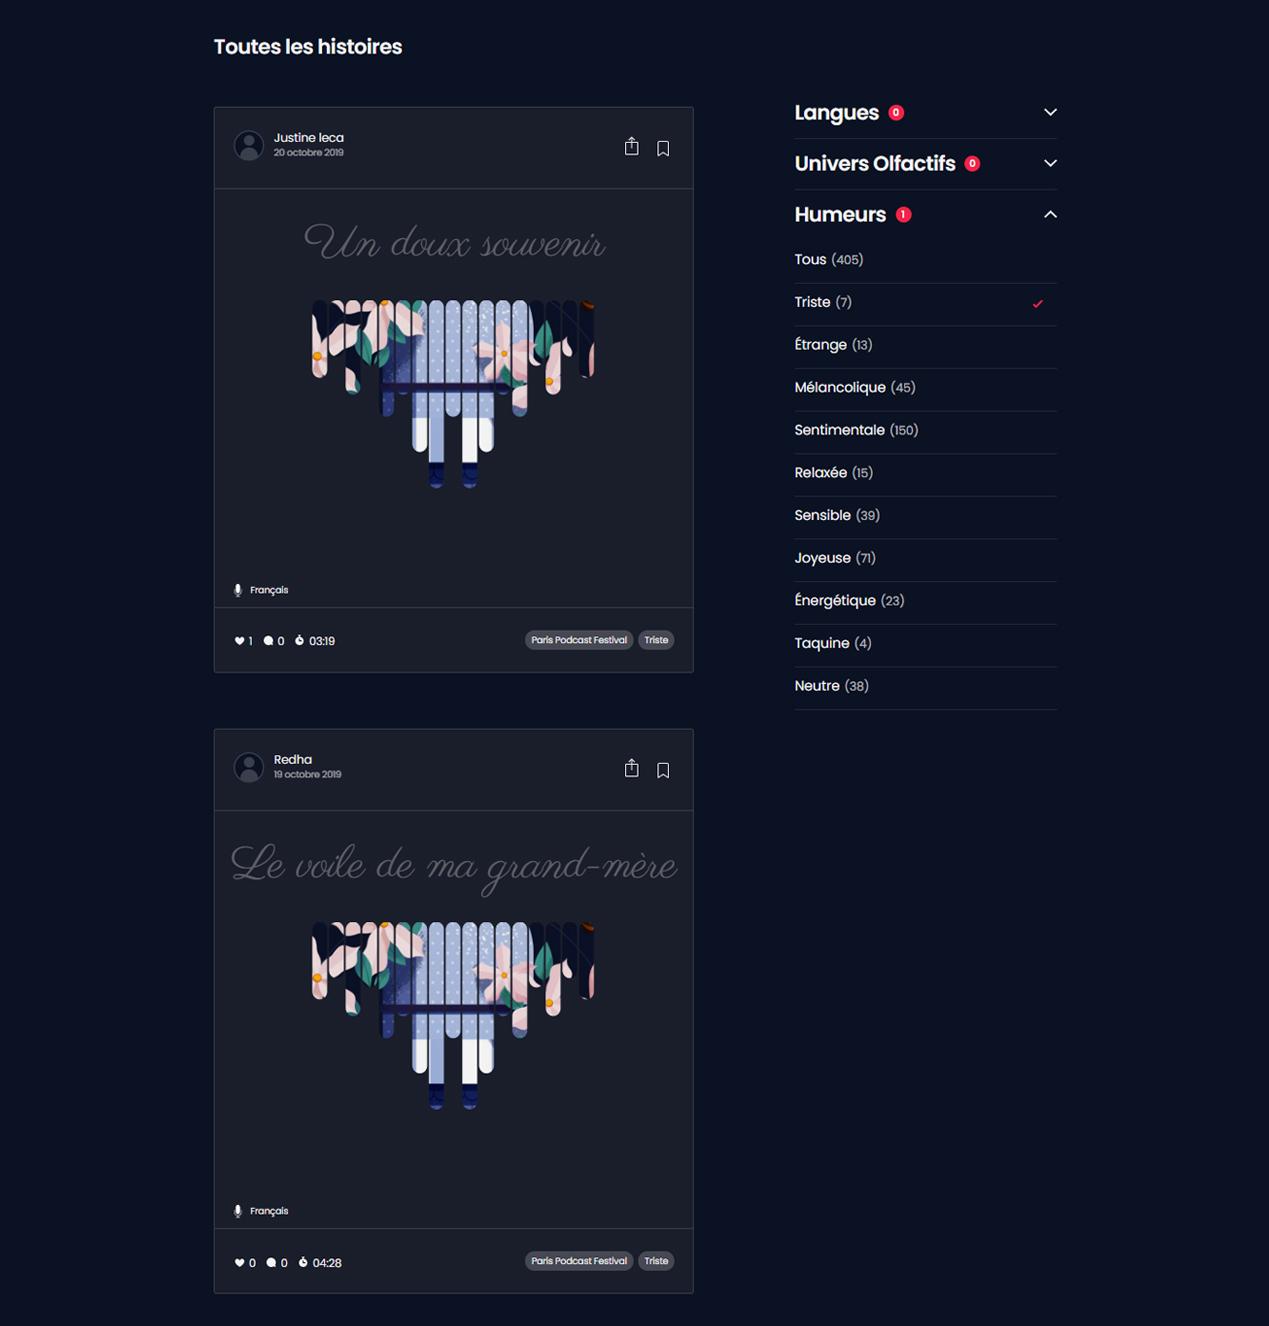 Toutes les histoires
Justine leca
20 octobre 2019
Un doux souvenir
Français
1 0 03:19
Paris Podcast Festival Triste
Redha
19 octobre 2019
Le voile de ma grand-mère
Français
0 0 04:28
Paris Podcast Festival Triste
Langues 0
Univers Olfactifs 0
Humeurs 1
Tous (405)
Triste (7)
Étrange (13)
Mélancolique (45)
Sentimentale (150)
Relaxée (15)
Sensible (39)
Joyeuse (71)
Énergétique (23)
Taquine (4)
Neutre (38)